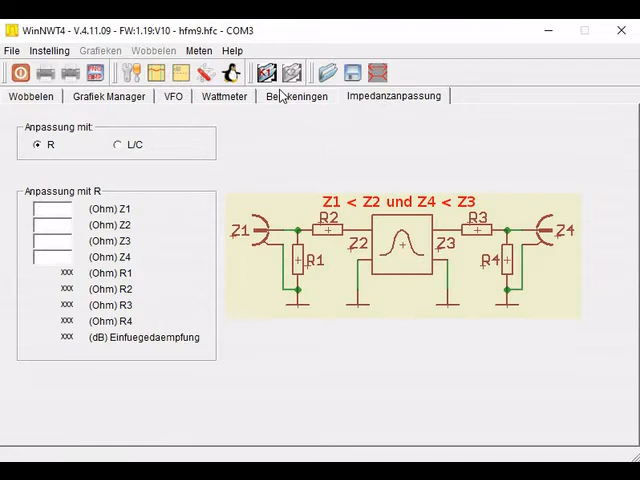 WinNWT4 - V.4.11.09 - FW:1.19:V10 - hfm9.hfc - COM3
File Instelling Grafieken Wobbelen Meten Help
Wobbelen Grafiek Manager VFO Wattmeter Impedanzanpassung
Anpassung mit:
R L/C
Anpassung mit R
(Ohm) Z1
(Ohm) Z2
(Ohm) Z3
(Ohm) Z4
xxx (Ohm) R1
xxx (Ohm) R2
xxx (Ohm) R3
xxx (Ohm) R4
xxx (dB) Einfuegedaempfung
Z1 < Z2 und Z4 < Z3
R2 R3
Z1 Z2 Z3 Z4
R1 R4